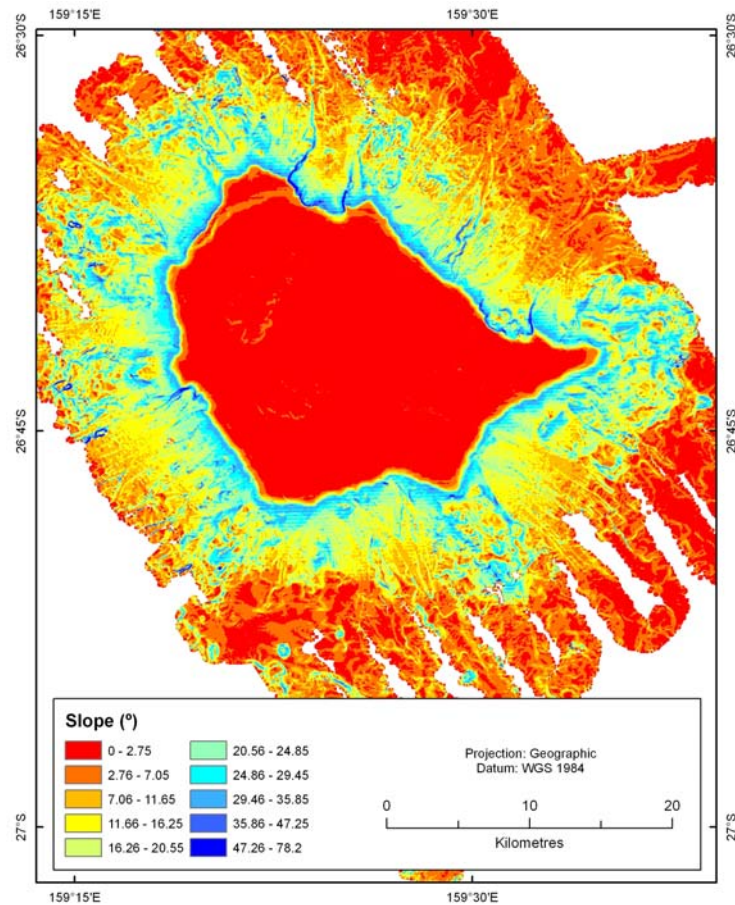 159°15'E
159°30'E
26°30'S
26°30'S
26°45'S
26°45'S
Slope (º)
0 - 2.75
2.76 - 7.05
7.06 - 11.65
11.66 - 16.25
16.26 - 20.55
20.56 - 24.85
24.86 - 29.45
29.46 - 35.85
35.86 - 47.25
47.26 - 78.2
Projection: Geographic
Datum: WGS 1984
0 10 20
Kilometres
27°S
27°S
159°15'E
159°30'E